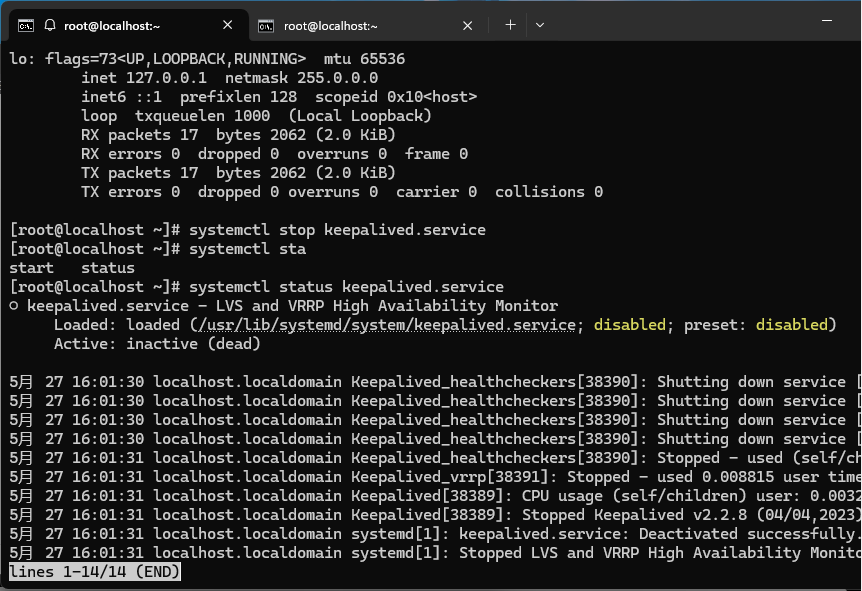 root@localhost:~
root@localhost:~
lo: flags=73<UP,LOOPBACK,RUNNING>  mtu 65536
        inet 127.0.0.1  netmask 255.0.0.0
        inet6 ::1  prefixlen 128  scopeid 0x10<host>
        loop  txqueuelen 1000  (Local Loopback)
        RX packets 17  bytes 2062 (2.0 KiB)
        RX errors 0  dropped 0  overruns 0  frame 0
        TX packets 17  bytes 2062 (2.0 KiB)
        TX errors 0  dropped 0 overruns 0  carrier 0  collisions 0
[root@localhost ~]# systemctl stop keepalived.service
[root@localhost ~]# systemctl sta
start   status
[root@localhost ~]# systemctl status keepalived.service
○ keepalived.service - LVS and VRRP High Availability Monitor
     Loaded: loaded (/usr/lib/systemd/system/keepalived.service; disabled; preset: disabled)
     Active: inactive (dead)
5月 27 16:01:30 localhost.localdomain Keepalived_healthcheckers[38390]: Shutting down service [
5月 27 16:01:30 localhost.localdomain Keepalived_healthcheckers[38390]: Shutting down service [
5月 27 16:01:30 localhost.localdomain Keepalived_healthcheckers[38390]: Shutting down service [
5月 27 16:01:30 localhost.localdomain Keepalived_healthcheckers[38390]: Shutting down service [
5月 27 16:01:31 localhost.localdomain Keepalived_healthcheckers[38390]: Stopped - used (self/ch
5月 27 16:01:31 localhost.localdomain Keepalived_vrrp[38391]: Stopped - used 0.008815 user time
5月 27 16:01:31 localhost.localdomain Keepalived[38389]: CPU usage (self/children) user: 0.0032
5月 27 16:01:31 localhost.localdomain Keepalived[38389]: Stopped Keepalived v2.2.8 (04/04,2023)
5月 27 16:01:31 localhost.localdomain systemd[1]: keepalived.service: Deactivated successfully.
5月 27 16:01:31 localhost.localdomain systemd[1]: Stopped LVS and VRRP High Availability Monito
lines 1-14/14 (END)